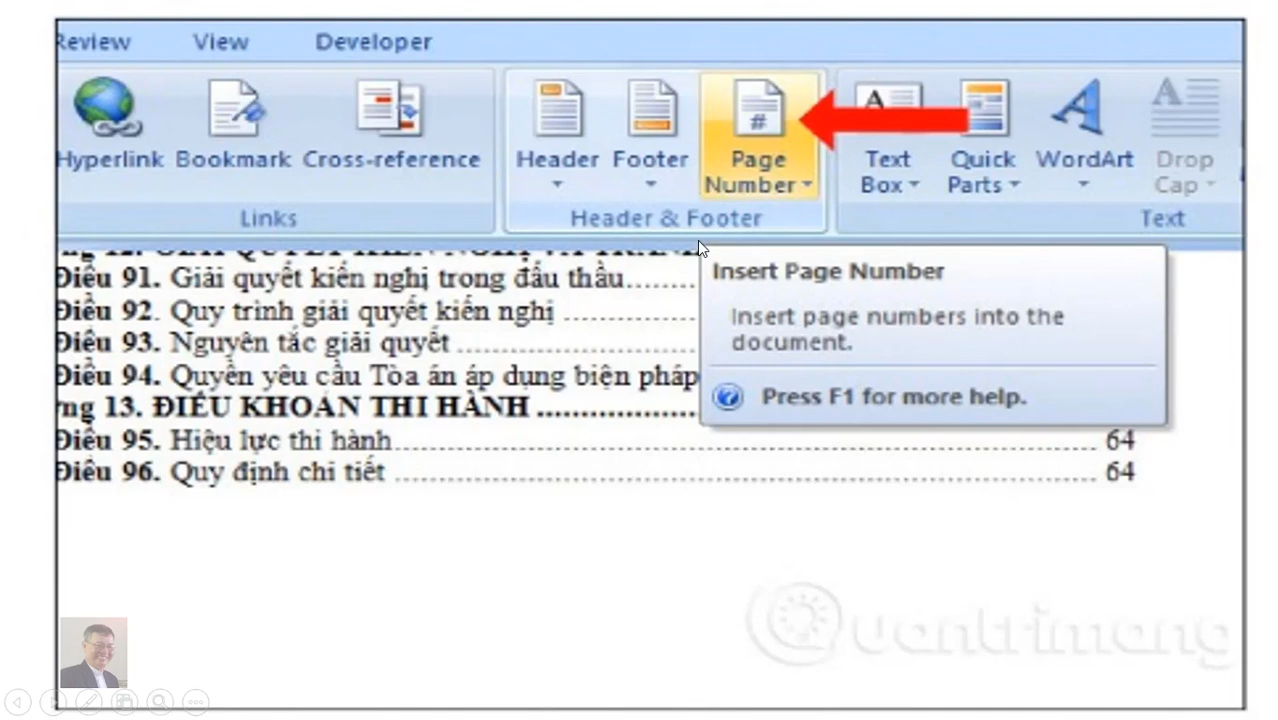 Review View Developer
Hyperlink Bookmark Cross-reference Header Footer Page Number Text Box Quick Parts WordArt Drop Cap
Links Header & Footer Text
Điều 91. Giải quyết kiến nghị trong đấu thầu
Insert Page Number
Điều 92. Quy trình giải quyết kiến nghị
Insert page numbers into the
document.
Điều 93. Nguyên tắc giải quyết
Điều 94. Quyền yêu cầu Tòa án áp dụng biện pháp
Press F1 for more help.
ng 13. ĐIỀU KHOẢN THI HÀNH
Điều 95. Hiệu lực thi hành 64
Điều 96. Quy định chi tiết 64
Quantrimang